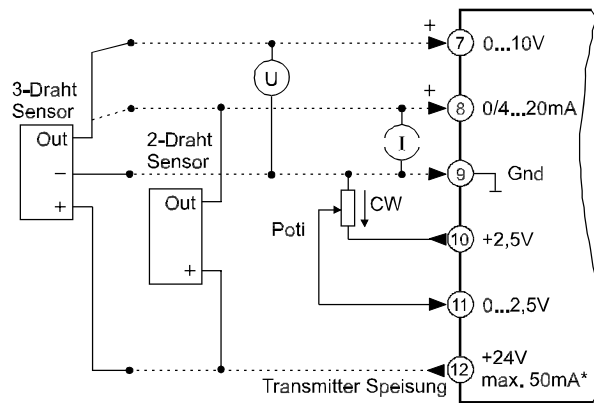 +
7
0...10V
U
3-Draht
Sensor
+
8
0/4...20mA
Out
2-Draht
Sensor
I
−
9
Gnd
+
Out
CW
Poti
10
+2,5V
+
11
0...2,5V
12
+24V
max. 50mA*
Transmitter Speisung